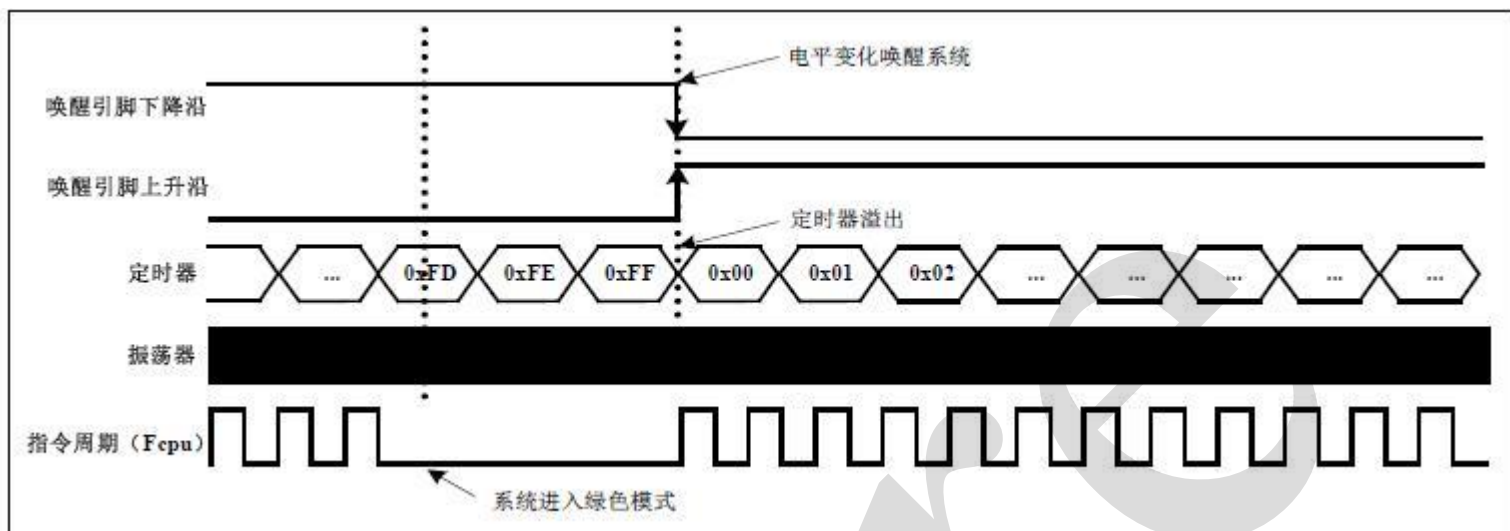 电平变化唤醒系统
唤醒引脚下降沿
唤醒引脚上升沿
定时器溢出
定时器 ... 0xFD 0xFE 0xFF 0x00 0x01 0x02 ... ... ... ... ...
振荡器
指令周期（Fcpu）
系统进入绿色模式
re